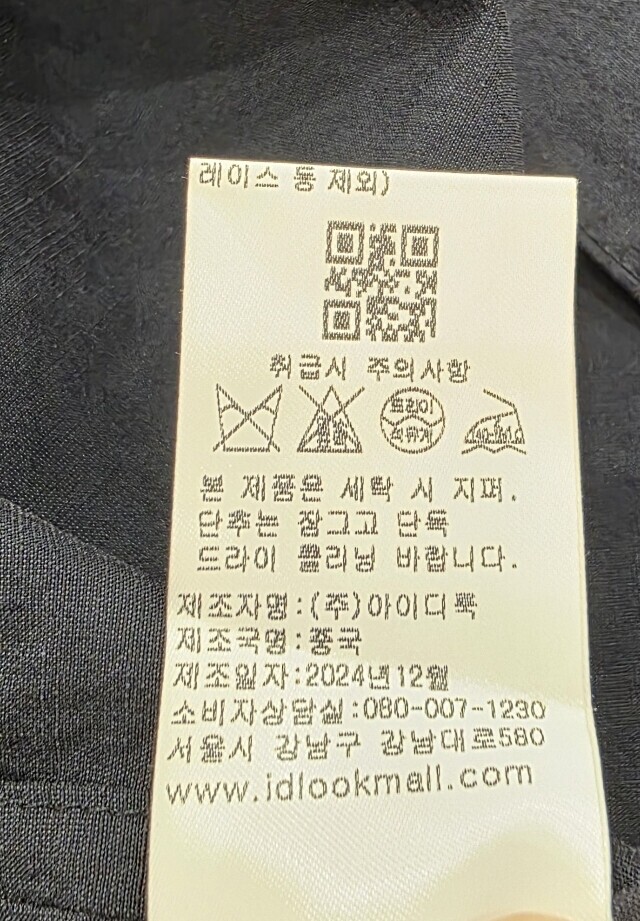 레이스 등 제외)
취급시 주의사항
드라이
석유계
본 제품은 세탁 시 지퍼,
단추는 잠그고 단독
드라이 클리닝 바랍니다.
제조자명:(주)아이디룩
제조국명:중국
제조일자:2024년12월
소비자상담실:080-007-1230
서울시 강남구 강남대로580
www.idlookmall.com